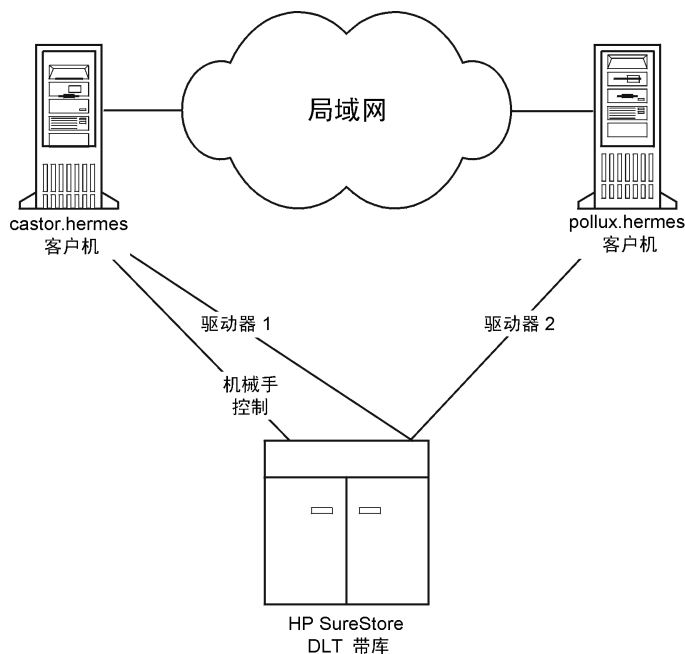 局域网
castor.hermes
客户机
pollux.hermes
客户机
驱动器 1
驱动器 2
机械手
控制
HP SureStore
DLT 带库